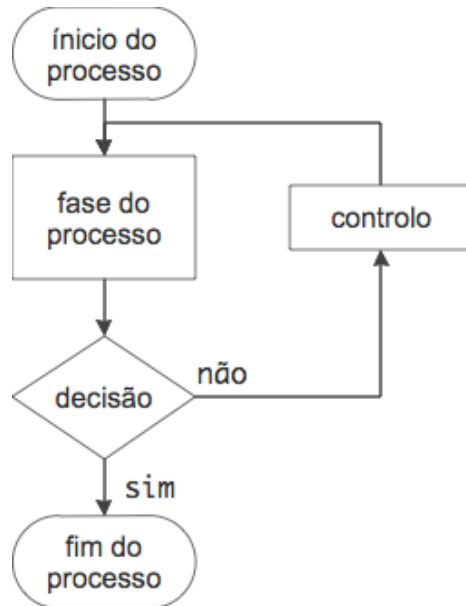 ínicio do
processo
fase do
processo
controlo
decisão
não
sim
fim do
processo